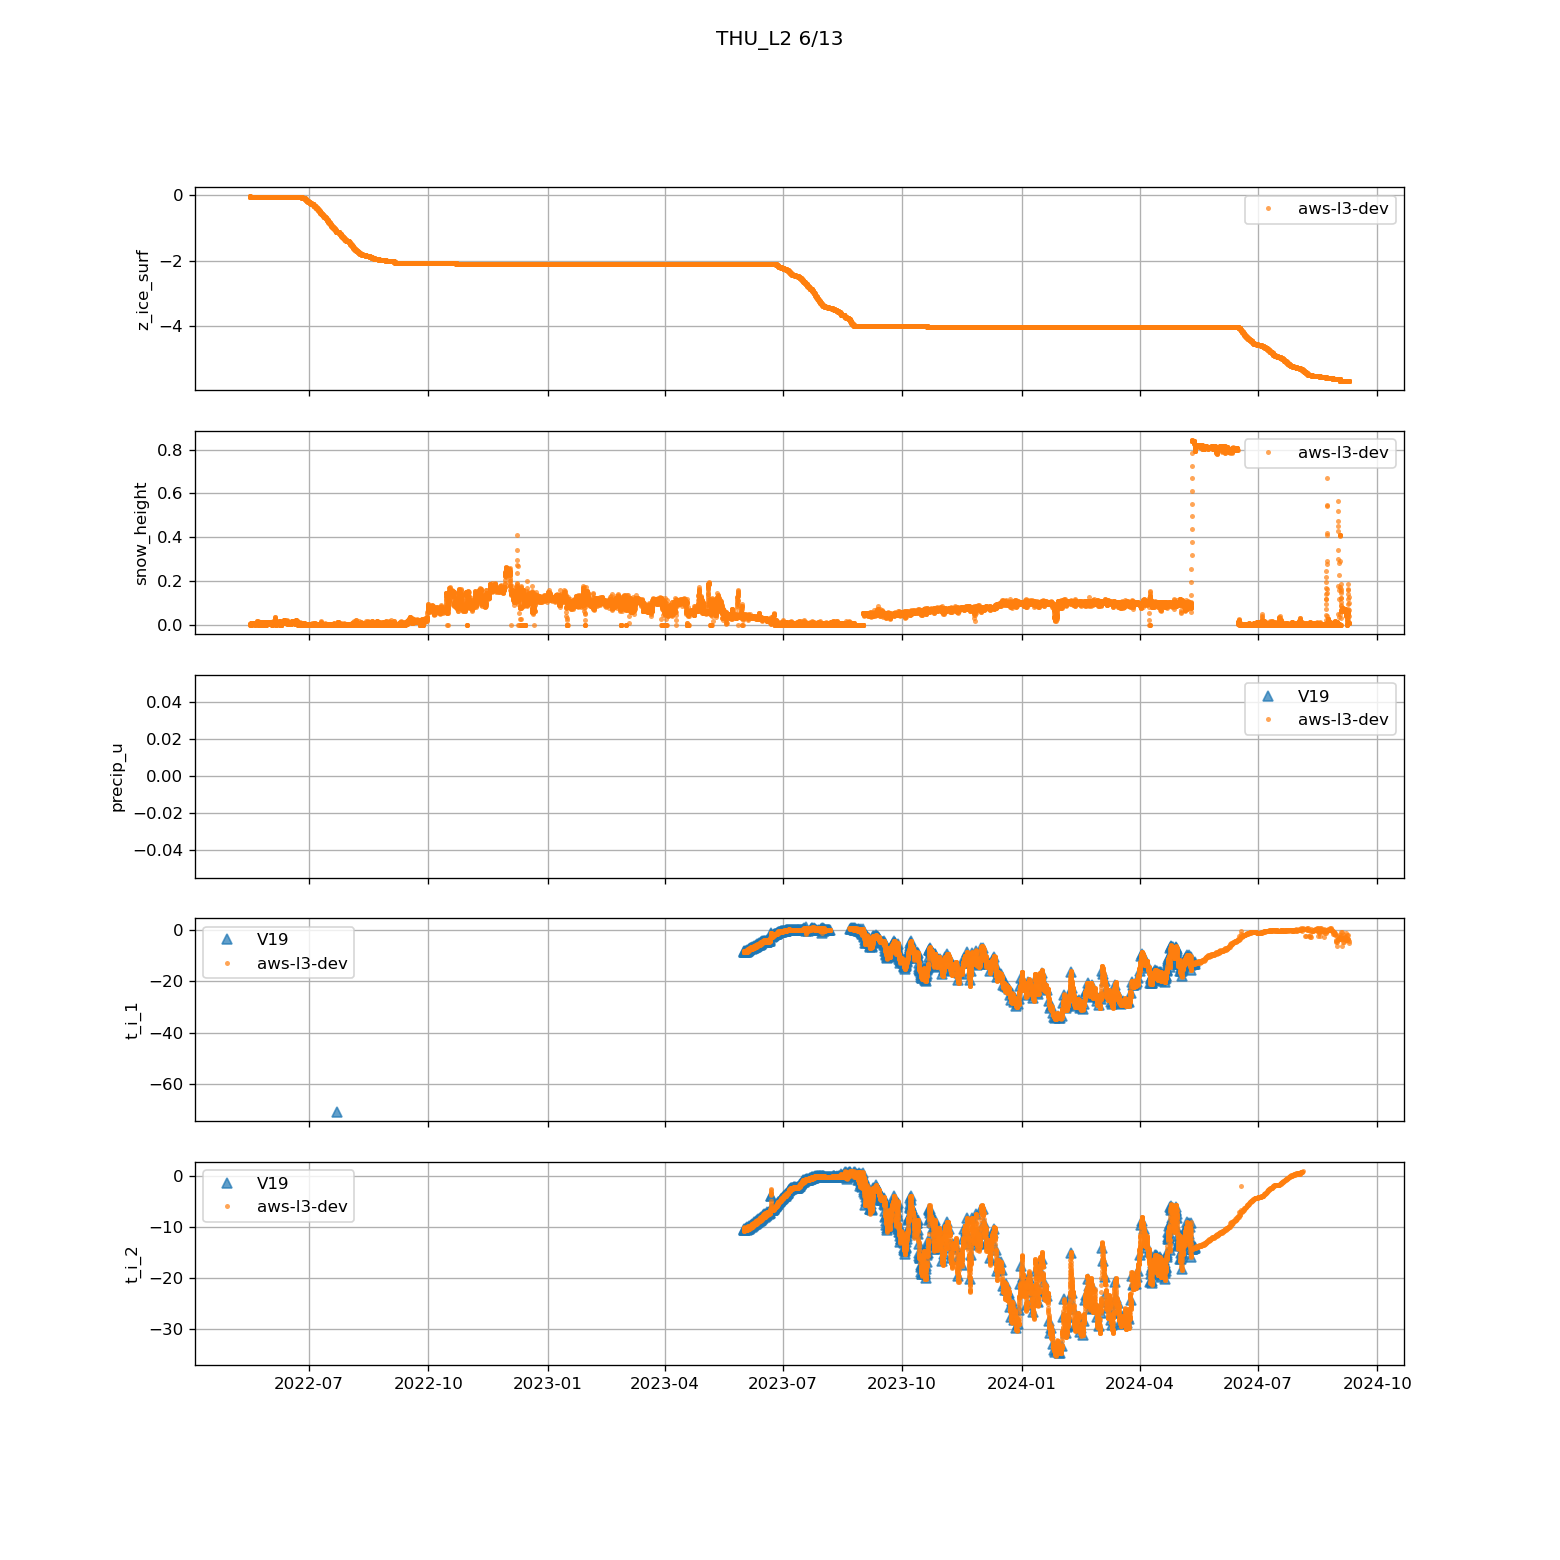 THU_L2 6/13
0
−2
−4
z_ice_surf
aws-l3-dev
0.8
0.6
0.4
0.2
0.0
snow_height
aws-l3-dev
0.04
0.02
0.00
−0.02
−0.04
precip_u
V19
aws-l3-dev
0
−20
−40
−60
t_i_1
V19
aws-l3-dev
0
−10
−20
−30
t_i_2
V19
aws-l3-dev
2022-07 2022-10 2023-01 2023-04 2023-07 2023-10 2024-01 2024-04 2024-07 2024-10